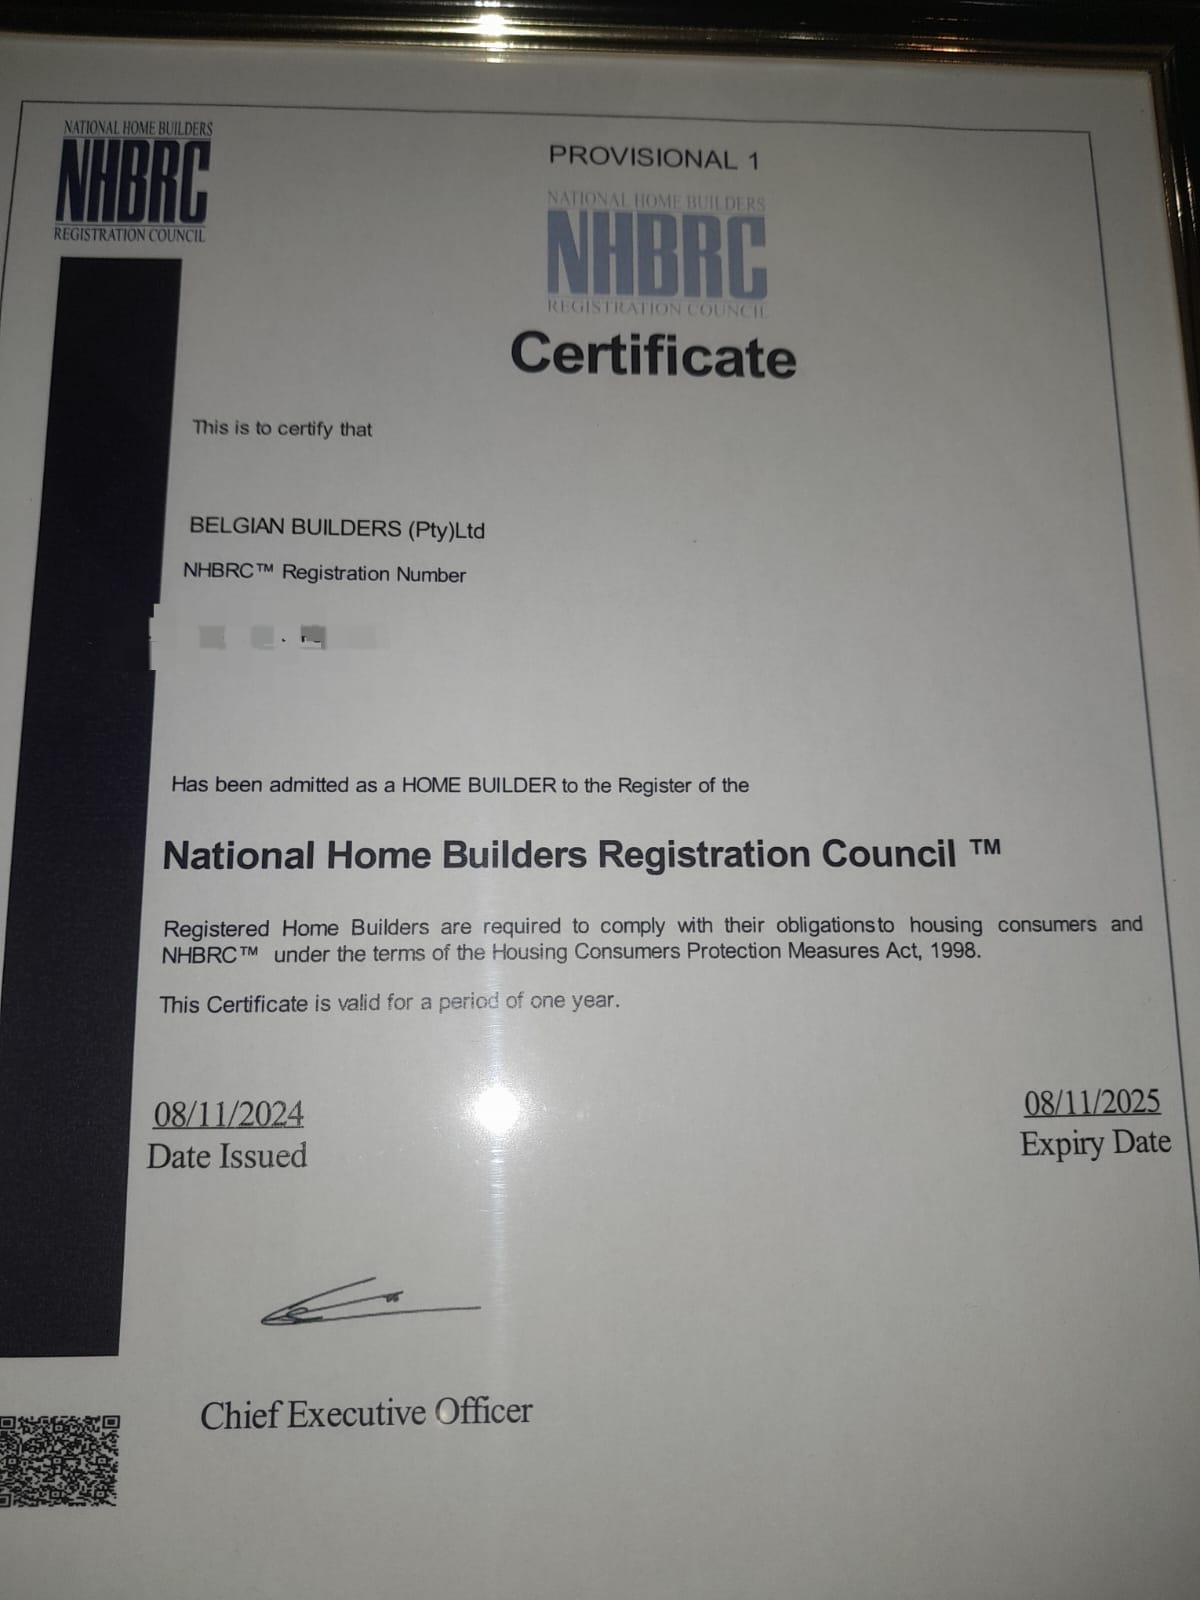 NATIONAL HOME BUILDERS
NHBRC
REGISTRATION COUNCIL
PROVISIONAL 1
NATIONAL HOME BUILDERS
NHBRC
REGISTRATION COUNCIL
Certificate
This is to certify that
BELGIAN BUILDERS (Pty)Ltd
NHBRC™ Registration Number
Has been admitted as a HOME BUILDER to the Register of the
National Home Builders Registration Council ™
Registered Home Builders are required to comply with their obligationsto housing consumers and
NHBRC™ under the terms of the Housing Consumers Protection Measures Act, 1998.
This Certificate is valid for a period of one year.
08/11/2024
Date Issued
08/11/2025
Expiry Date
Chief Executive Officer